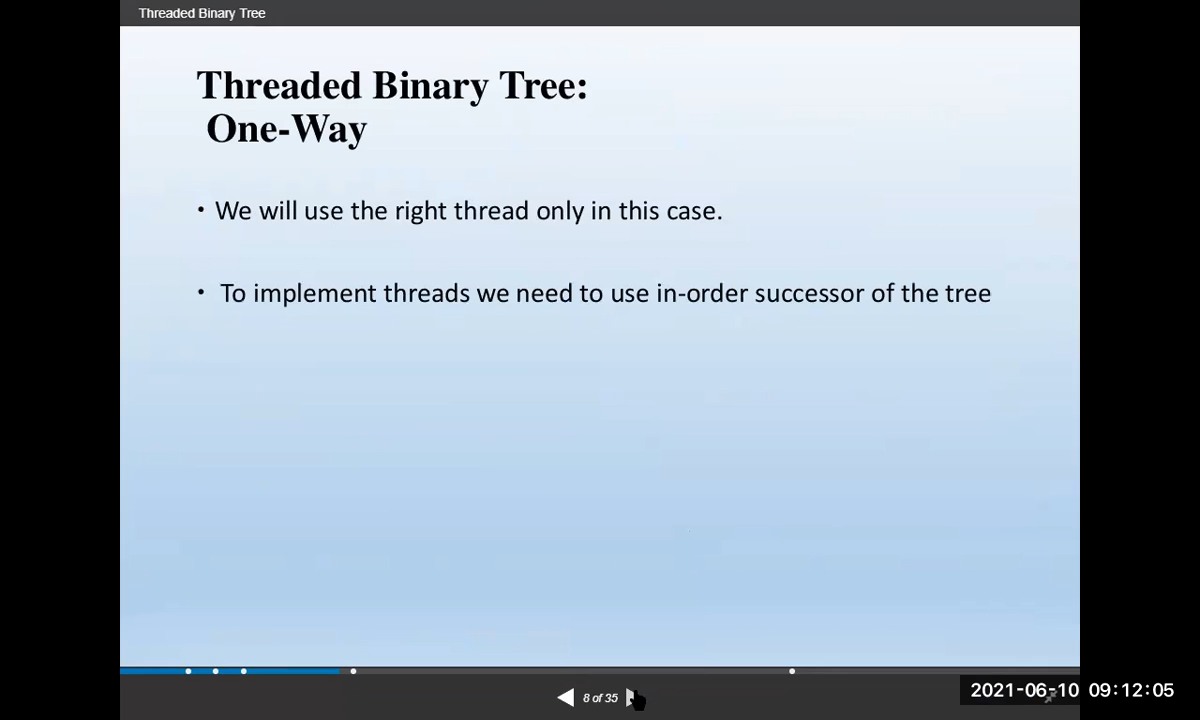 Threaded Binary Tree
Threaded Binary Tree:
One-Way
• We will use the right thread only in this case.
• To implement threads we need to use in-order successor of the tree
8 of 35
2021-06-10 09:12:05